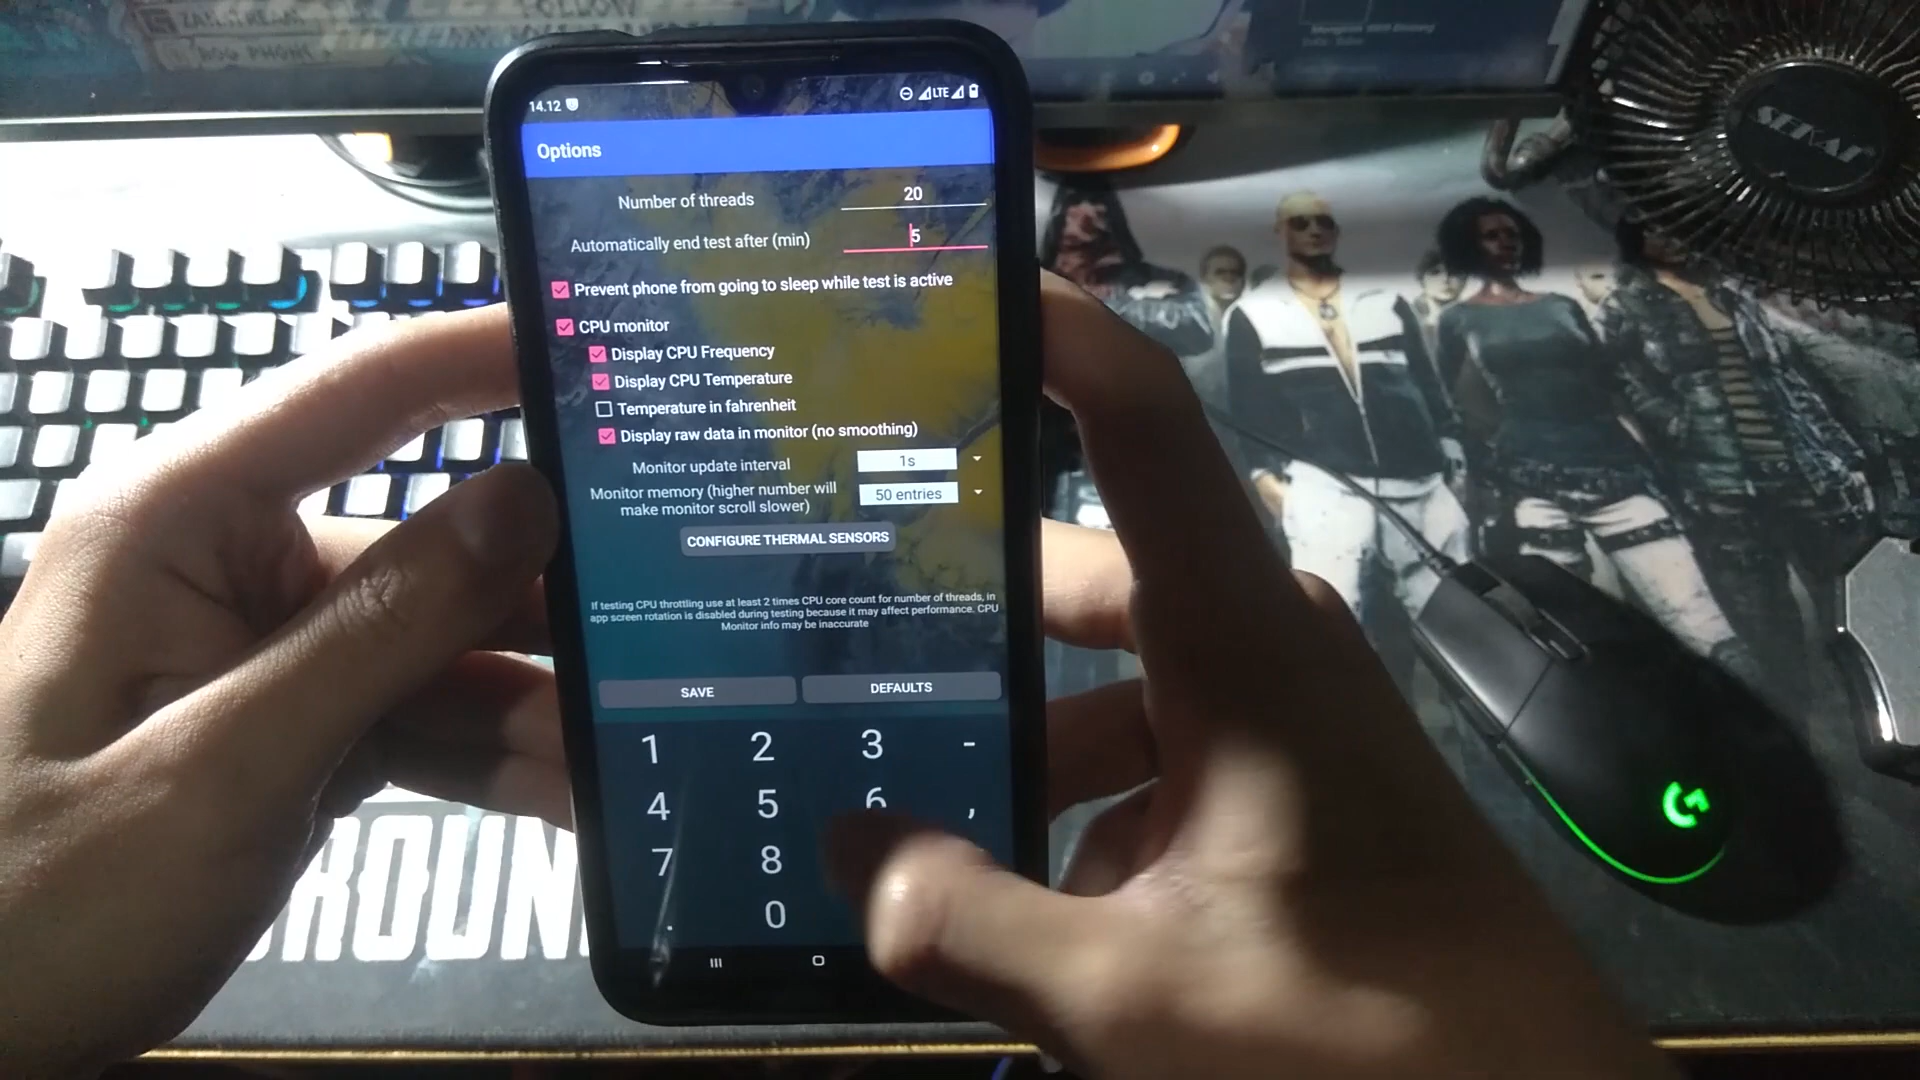 FOLLOW
14.12
LTE
Options
Number of threads
20
Automatically end test after (min)
5
Prevent phone from going to sleep while test is active
CPU monitor
Display CPU Frequency
Display CPU Temperature
Temperature in fahrenheit
Display raw data in monitor (no smoothing)
Monitor update interval
1s
Monitor memory (higher number will
make monitor scroll slower)
50 entries
CONFIGURE THERMAL SENSORS
If testing CPU throttling use at least 2 times CPU core count for number of threads, in
app screen rotation is disabled during testing because it may affect performance. CPU
Monitor info may be inaccurate
SAVE
DEFAULTS
1 2 3 -
4 5 6 ,
7 8
. 0
SEKAI
G
ROUN